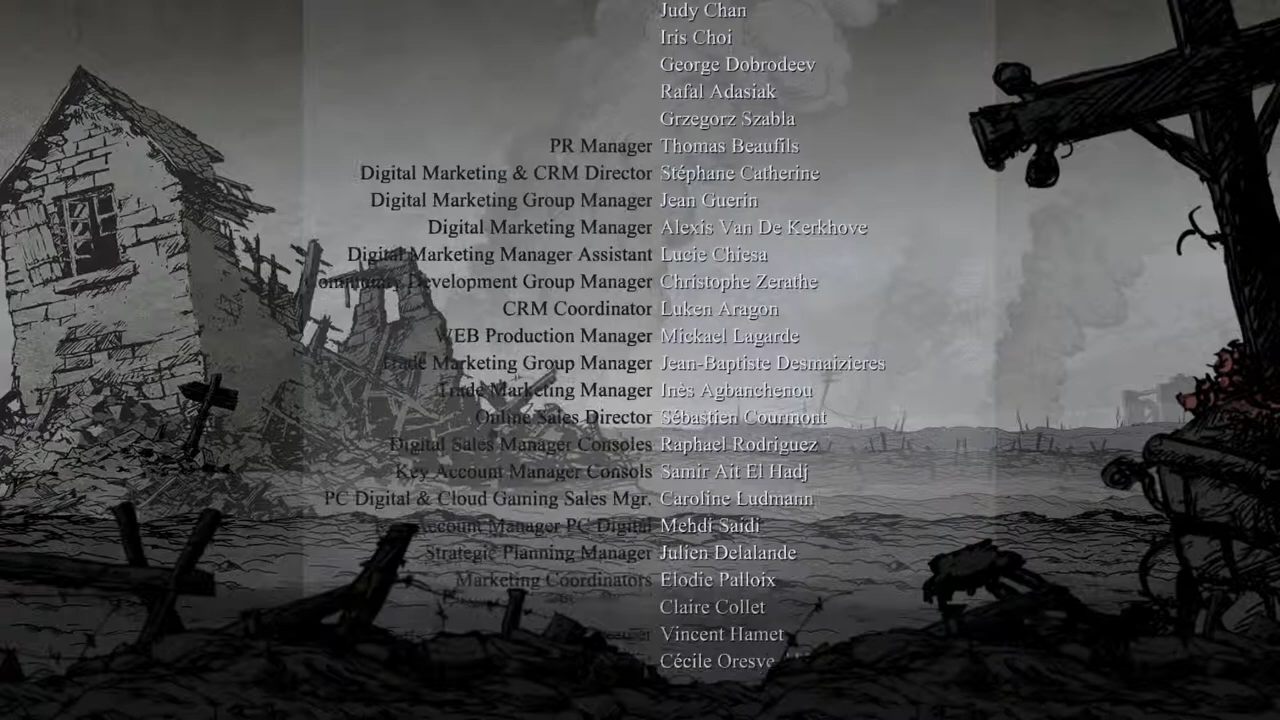 Judy Chan
Iris Choi
George Dobrodeev
Rafal Adasiak
Grzegorz Szabla
PR Manager Thomas Beaufils
Digital Marketing & CRM Director Stéphane Catherine
Digital Marketing Group Manager Jean Guerin
Digital Marketing Manager Alexis Van De Kerkhove
Digital Marketing Manager Assistant Lucie Chiesa
Community Development Group Manager Christophe Zerathe
CRM Coordinator Luken Aragon
WEB Production Manager Mickael Lagarde
Trade Marketing Group Manager Jean-Baptiste Desmaizieres
Trade Marketing Manager Inès Agbanchenou
Online Sales Director Sébastien Courmont
Digital Sales Manager Consoles Raphael Rodriguez
Key Account Manager Consols Samir Ait El Hadj
PC Digital & Cloud Gaming Sales Mgr. Caroline Ludmann
Account Manager PC Digital Mehdi Saïdi
Strategic Planning Manager Julien Delalande
Marketing Coordinators Elodie Palloix
Claire Collet
Vincent Hamet
Cécile Oresve